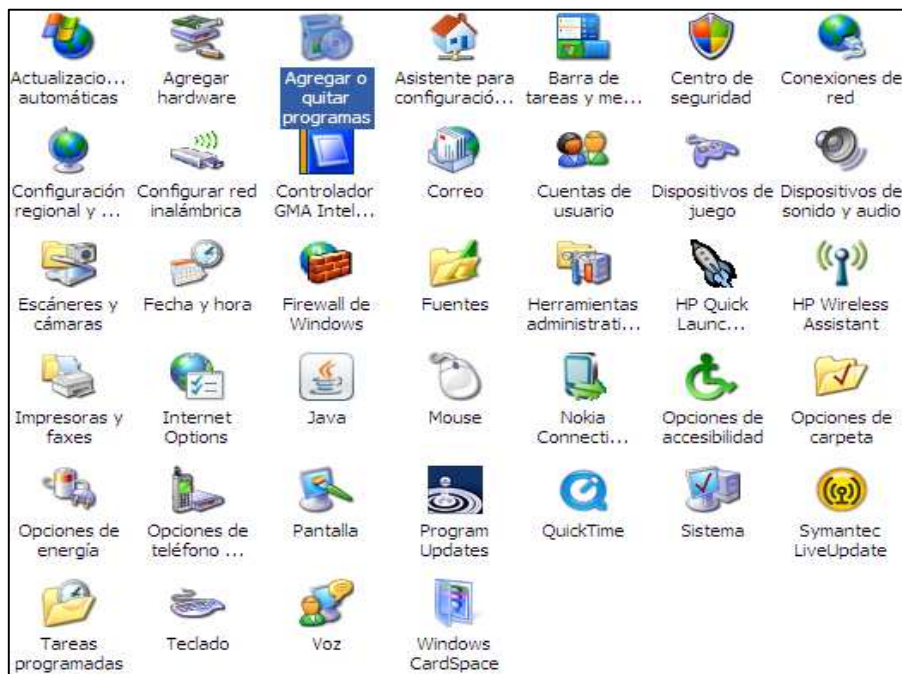 Actualizacio...
automáticas
Agregar
hardware
Agregar o
quitar
programas
Asistente para
configuració...
Barra de
tareas y me...
Centro de
seguridad
Conexiones de
red
Configuración
regional y ...
Configurar red
inalámbrica
Controlador
GMA Intel...
Correo
Cuentas de
usuario
Dispositivos de
juego
Dispositivos de
sonido y audio
Escáneres y
cámaras
Fecha y hora
Firewall de
Windows
Fuentes
Herramientas
administrati...
HP Quick
Launc...
HP Wireless
Assistant
Impresoras y
faxes
Internet
Options
Java
Mouse
Nokia
Connecti...
Opciones de
accesibilidad
Opciones de
carpeta
Opciones de
energía
Opciones de
teléfono ...
Pantalla
Program
Updates
QuickTime
Sistema
Symantec
LiveUpdate
Tareas
programadas
Teclado
Voz
Windows
CardSpace